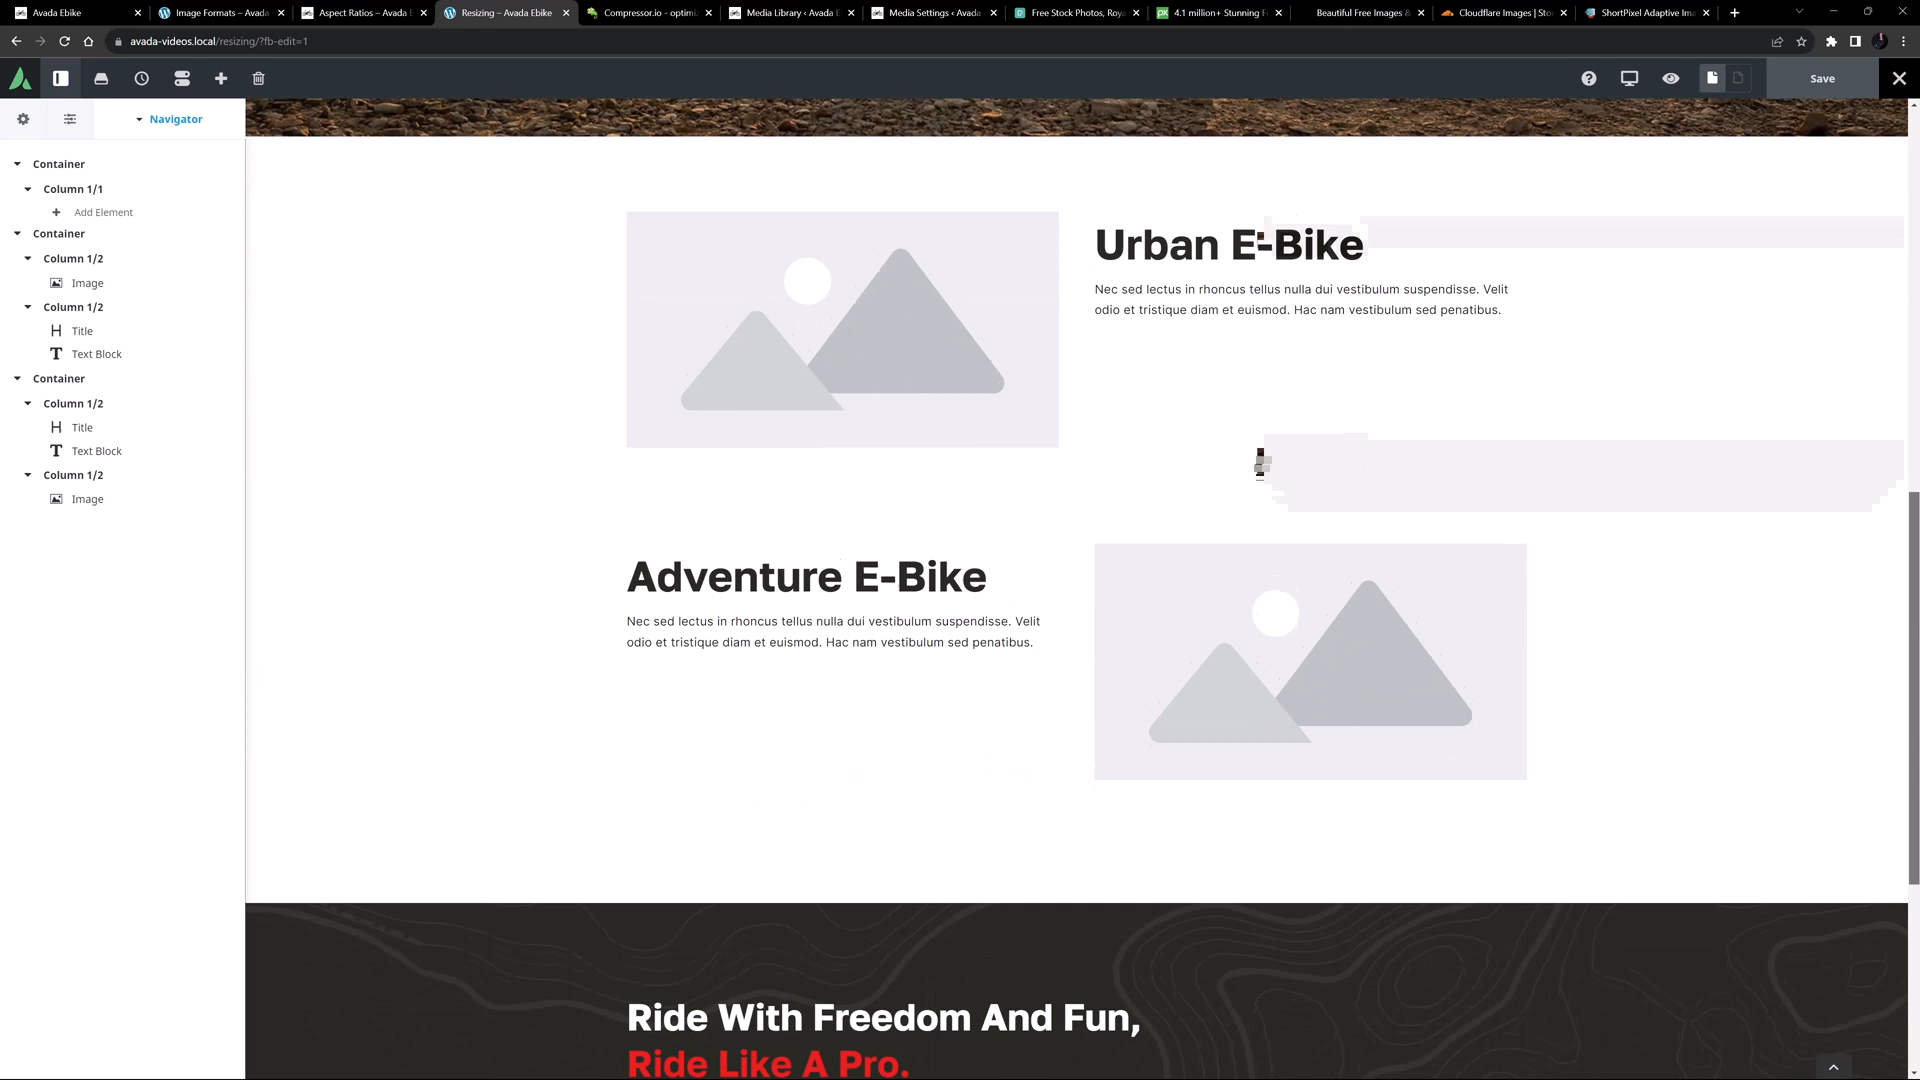 Avada Ebike
Image Formats – Avada
Aspect Ratios – Avada E
Resizing – Avada Ebike
Compressor.io - optimi
Media Library ‹ Avada E
Media Settings ‹ Avada
Free Stock Photos, Roya
4.1 million+ Stunning F
Beautiful Free Images &
Cloudflare Images | Sto
ShortPixel Adaptive Ima
avada-videos.local/resizing/?fb-edit=1
Save
Navigator
Container
Column 1/1
Add Element
Container
Column 1/2
Image
Column 1/2
Title
Text Block
Container
Column 1/2
Title
Text Block
Column 1/2
Image
Urban E-Bike
Nec sed lectus in rhoncus tellus nulla dui vestibulum suspendisse. Velit
odio et tristique diam et euismod. Hac nam vestibulum sed penatibus.
Adventure E-Bike
Nec sed lectus in rhoncus tellus nulla dui vestibulum suspendisse. Velit
odio et tristique diam et euismod. Hac nam vestibulum sed penatibus.
Ride With Freedom And Fun,
Ride Like A Pro.